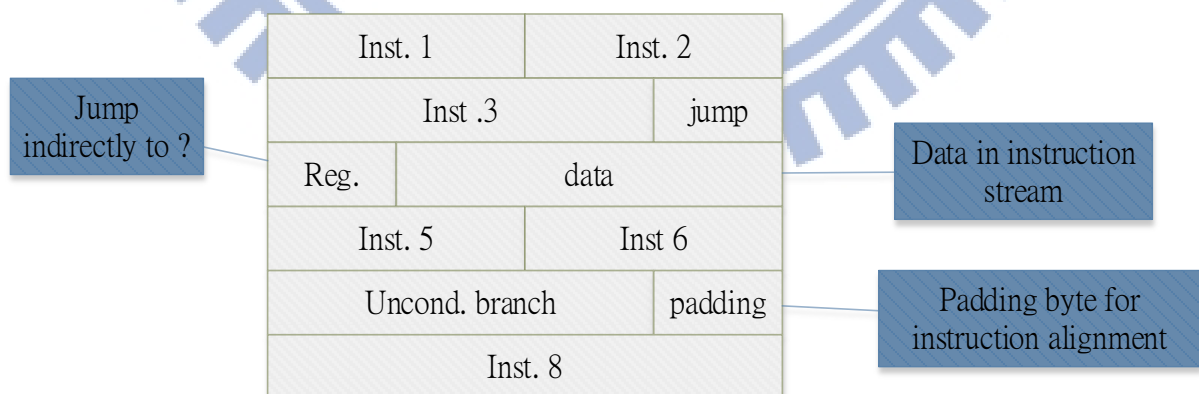 Inst. 1
Inst. 2
Jump
indirectly to ?
Inst .3
jump
Reg.
data
Data in instruction
stream
Inst. 5
Inst 6
Uncond. branch
padding
Padding byte for
instruction alignment
Inst. 8